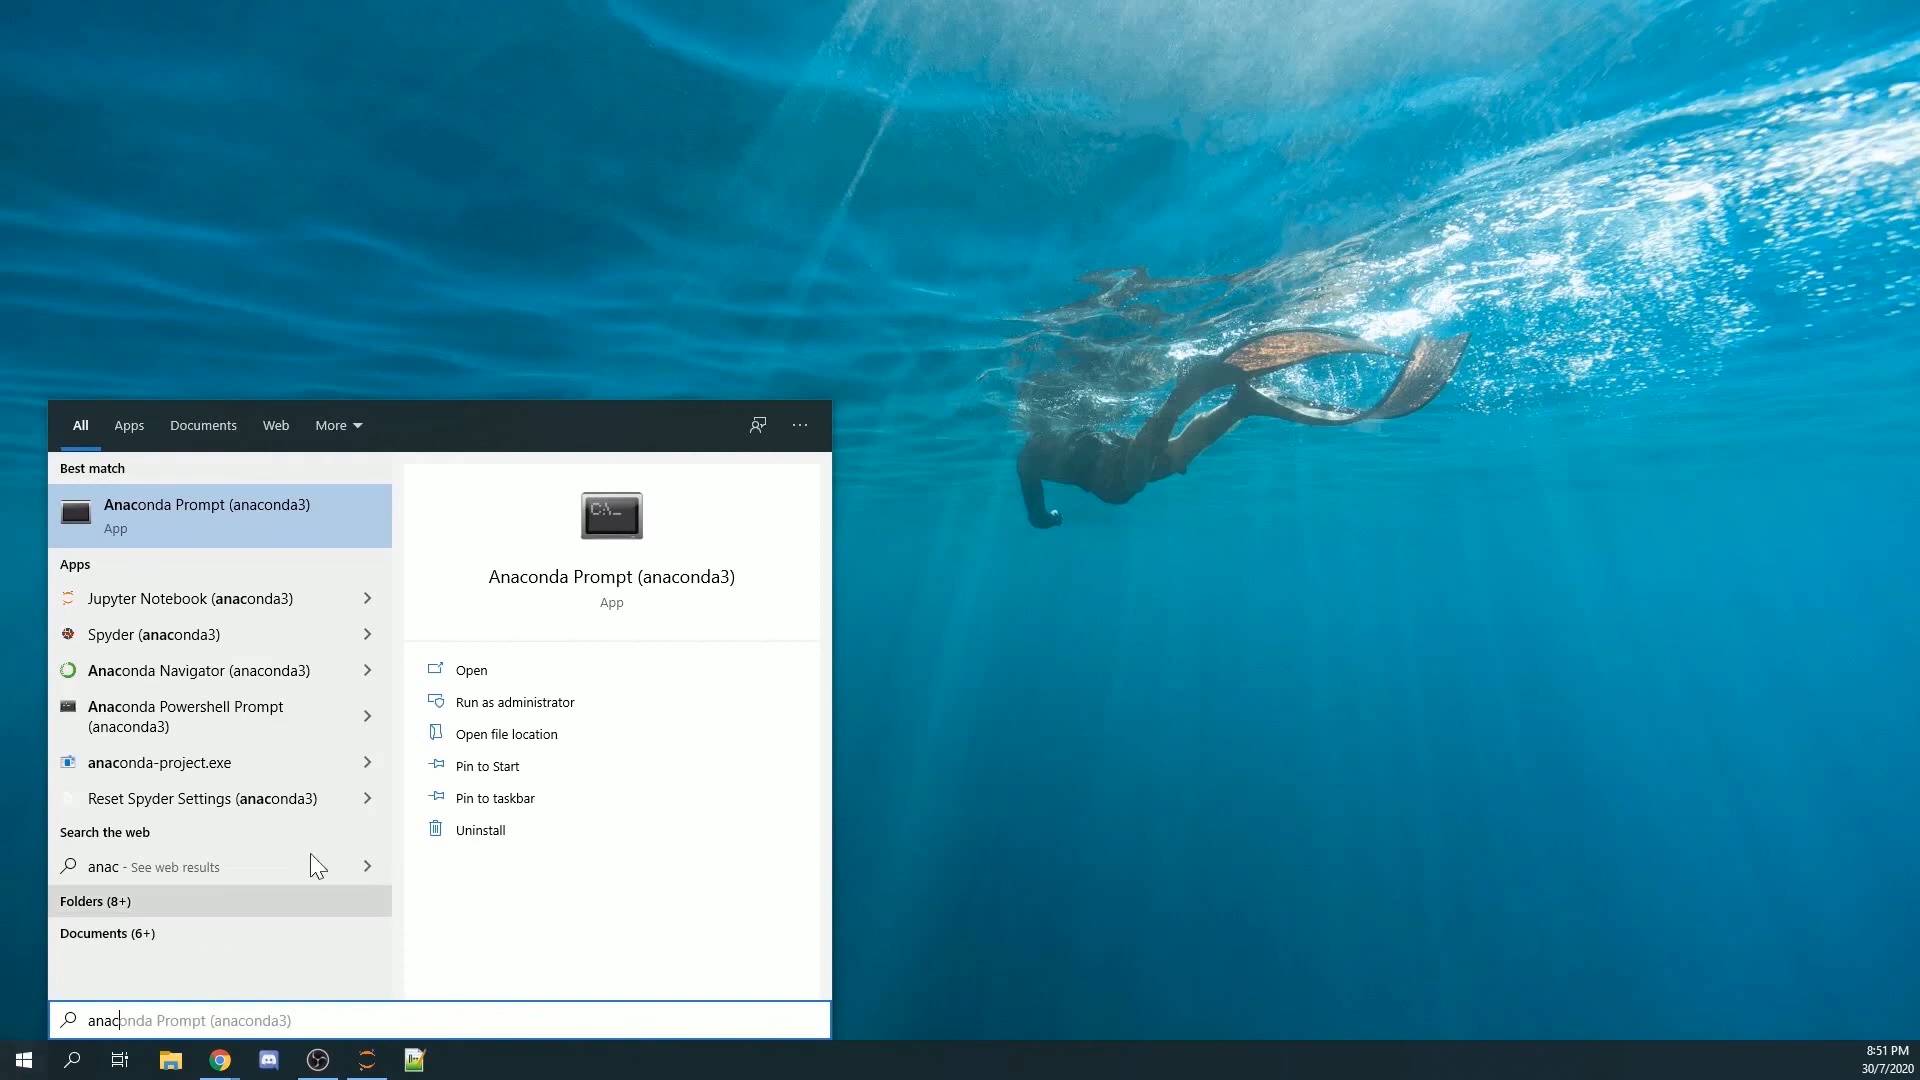 All Apps Documents Web More
Best match
Anaconda Prompt (anaconda3)
App
Apps
Jupyter Notebook (anaconda3)
Spyder (anaconda3)
Anaconda Navigator (anaconda3)
Anaconda Powershell Prompt
(anaconda3)
anaconda-project.exe
Reset Spyder Settings (anaconda3)
Search the web
anac - See web results
Folders (8+)
Documents (6+)
C:\_
Anaconda Prompt (anaconda3)
App
Open
Run as administrator
Open file location
Pin to Start
Pin to taskbar
Uninstall
anaconda Prompt (anaconda3)
8:51 PM
30/7/2020